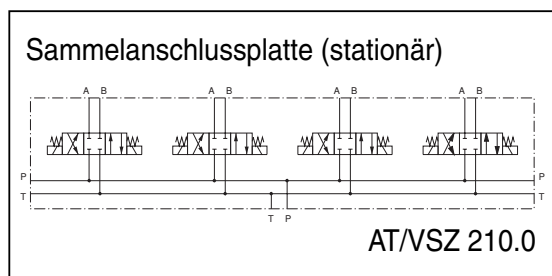 Sammelanschlussplatte (stationär)
A B A B A B A B
P P
T T
T P
AT/VSZ 210.0